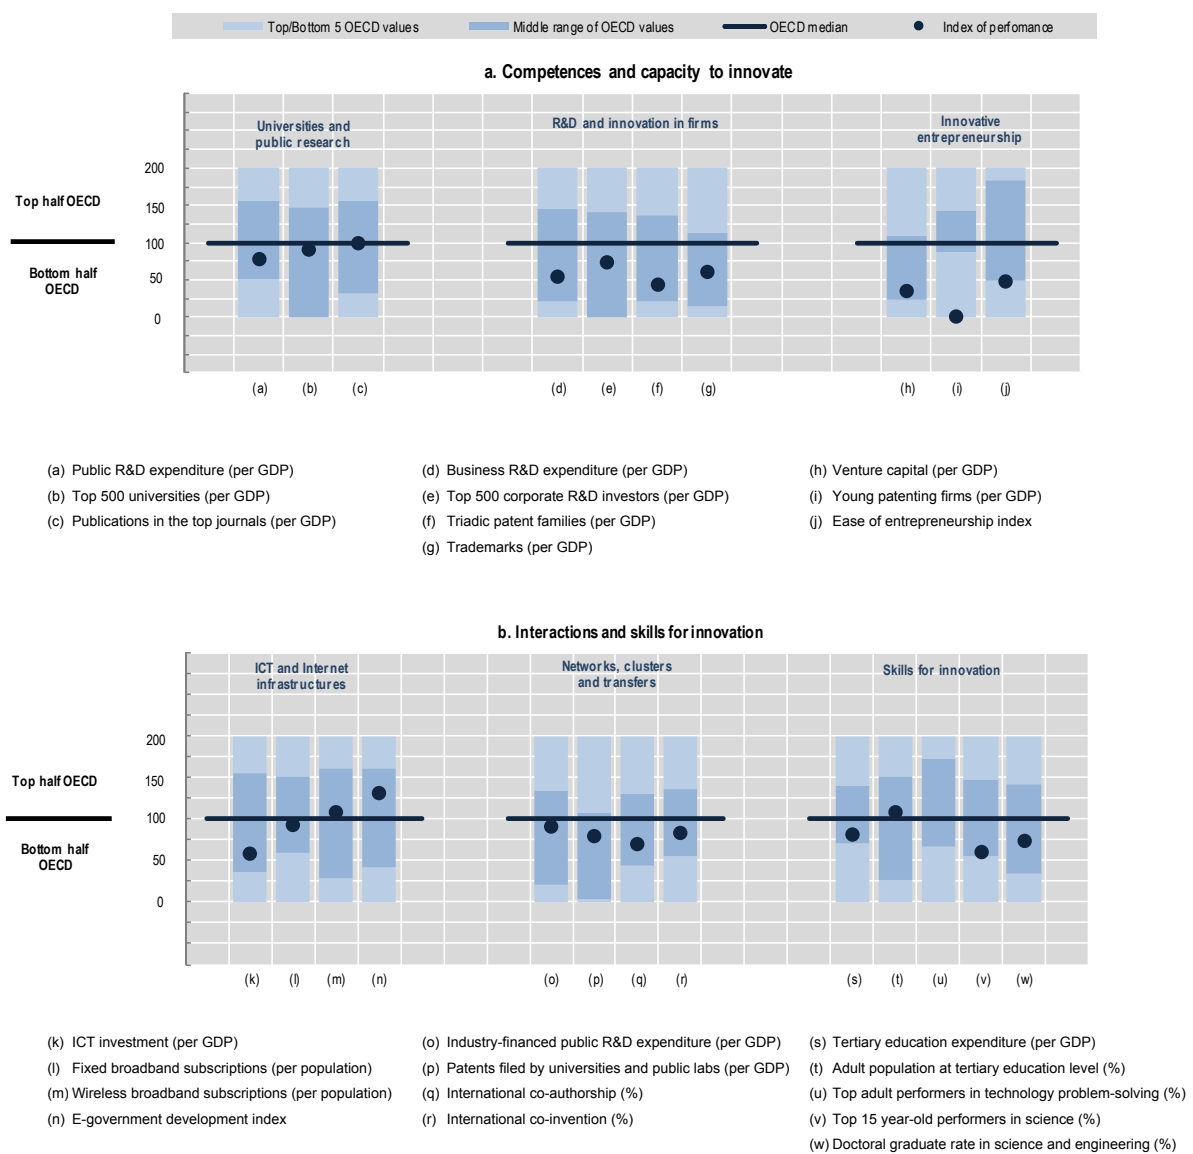 Top/Bottom 5 OECD values Middle range of OECD values OECD median Index of perfomance
a. Competences and capacity to innovate
Universities and
public research
R&D and innovation in firms
Innovative
entrepreneurship
200
150
100
50
0
Top half OECD
Bottom half
OECD
(a) (b) (c) (d) (e) (f) (g) (h) (i) (j)
(a) Public R&D expenditure (per GDP)
(b) Top 500 universities (per GDP)
(c) Publications in the top journals (per GDP)
(d) Business R&D expenditure (per GDP)
(e) Top 500 corporate R&D investors (per GDP)
(f) Triadic patent families (per GDP)
(g) Trademarks (per GDP)
(h) Venture capital (per GDP)
(i) Young patenting firms (per GDP)
(j) Ease of entrepreneurship index
b. Interactions and skills for innovation
ICT and Internet
infrastructures
Networks, clusters
and transfers
Skills for innovation
200
150
100
50
0
Top half OECD
Bottom half
OECD
(k) (l) (m) (n) (o) (p) (q) (r) (s) (t) (u) (v) (w)
(k) ICT investment (per GDP)
(l) Fixed broadband subscriptions (per population)
(m) Wireless broadband subscriptions (per population)
(n) E-government development index
(o) Industry-financed public R&D expenditure (per GDP)
(p) Patents filed by universities and public labs (per GDP)
(q) International co-authorship (%)
(r) International co-invention (%)
(s) Tertiary education expenditure (per GDP)
(t) Adult population at tertiary education level (%)
(u) Top adult performers in technology problem-solving (%)
(v) Top 15 year-old performers in science (%)
(w) Doctoral graduate rate in science and engineering (%)